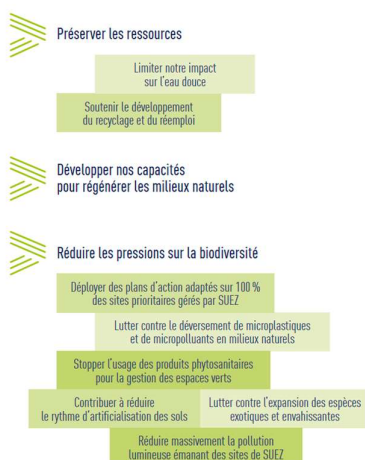 Préserver les ressources
Limiter notre impact
sur l'eau douce
Soutenir le développement
du recyclage et du réemploi
Développer nos capacités
pour régénérer les milieux naturels
Réduire les pressions sur la biodiversité
Déployer des plans d'action adaptés sur 100 %
des sites prioritaires gérés par SUEZ
Lutter contre le déversement de microplastiques
et de micropolluants en milieux naturels
Stopper l'usage des produits phytosanitaires
pour la gestion des espaces verts
Contribuer à réduire
le rythme d'artificialisation des sols
Lutter contre l'expansion des espèces
exotiques et envahissantes
Réduire massivement la pollution
lumineuse émanant des sites de SUEZ